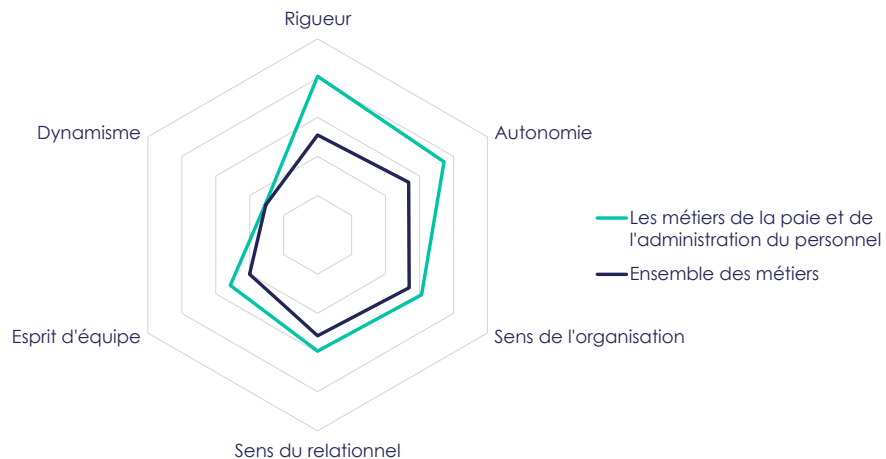 Rigueur
Dynamisme
Autonomie
Les métiers de la paie et de
l'administration du personnel
Ensemble des métiers
Esprit d'équipe
Sens de l'organisation
Sens du relationnel